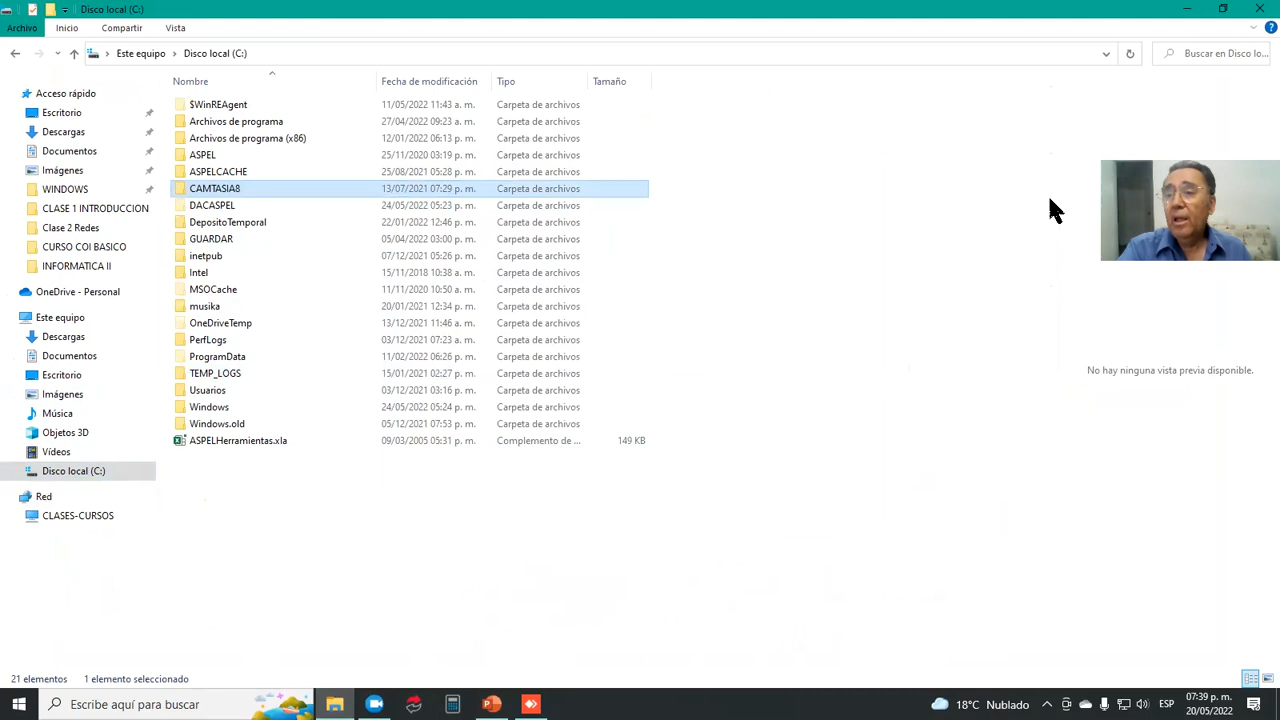 Disco local (C:)
Archivo Inicio Compartir Vista
Este equipo > Disco local (C:) Buscar en Disco lo...
Nombre Fecha de modificación Tipo Tamaño
Acceso rápido
Escritorio
Descargas
Documentos
Imágenes
WINDOWS
CLASE 1 INTRODUCCION
Clase 2 Redes
CURSO COI BASICO
INFORMATICA II
OneDrive - Personal
Este equipo
Descargas
Documentos
Escritorio
Imágenes
Música
Objetos 3D
Vídeos
Disco local (C:)
Red
CLASES-CURSOS
$WinREAgent 11/05/2022 11:43 a. m. Carpeta de archivos
Archivos de programa 27/04/2022 09:23 a. m. Carpeta de archivos
Archivos de programa (x86) 12/01/2022 06:13 p. m. Carpeta de archivos
ASPEL 25/11/2020 03:19 p. m. Carpeta de archivos
ASPELCACHE 25/08/2021 05:28 p. m. Carpeta de archivos
CAMTASIA8 13/07/2021 07:29 p. m. Carpeta de archivos
DACASPEL 24/05/2022 05:23 p. m. Carpeta de archivos
DepositoTemporal 22/01/2022 12:46 p. m. Carpeta de archivos
GUARDAR 05/04/2022 03:00 p. m. Carpeta de archivos
inetpub 07/12/2021 05:26 p. m. Carpeta de archivos
Intel 15/11/2018 10:38 a. m. Carpeta de archivos
MSOCache 11/11/2020 10:50 a. m. Carpeta de archivos
musika 20/01/2021 12:34 p. m. Carpeta de archivos
OneDriveTemp 13/12/2021 11:46 a. m. Carpeta de archivos
PerfLogs 03/12/2021 07:23 a. m. Carpeta de archivos
ProgramData 11/02/2022 06:26 p. m. Carpeta de archivos
TEMP_LOGS 15/01/2021 02:27 p. m. Carpeta de archivos
Usuarios 03/12/2021 03:16 p. m. Carpeta de archivos
Windows 24/05/2022 05:24 p. m. Carpeta de archivos
Windows.old 05/12/2021 07:53 p. m. Carpeta de archivos
ASPELHerramientas.xla 09/03/2005 05:31 p. m. Complemento de ... 149 KB
No hay ninguna vista previa disponible.
21 elementos 1 elemento seleccionado
Escribe aquí para buscar 18°C Nublado ESP 07:39 p. m.
20/05/2022